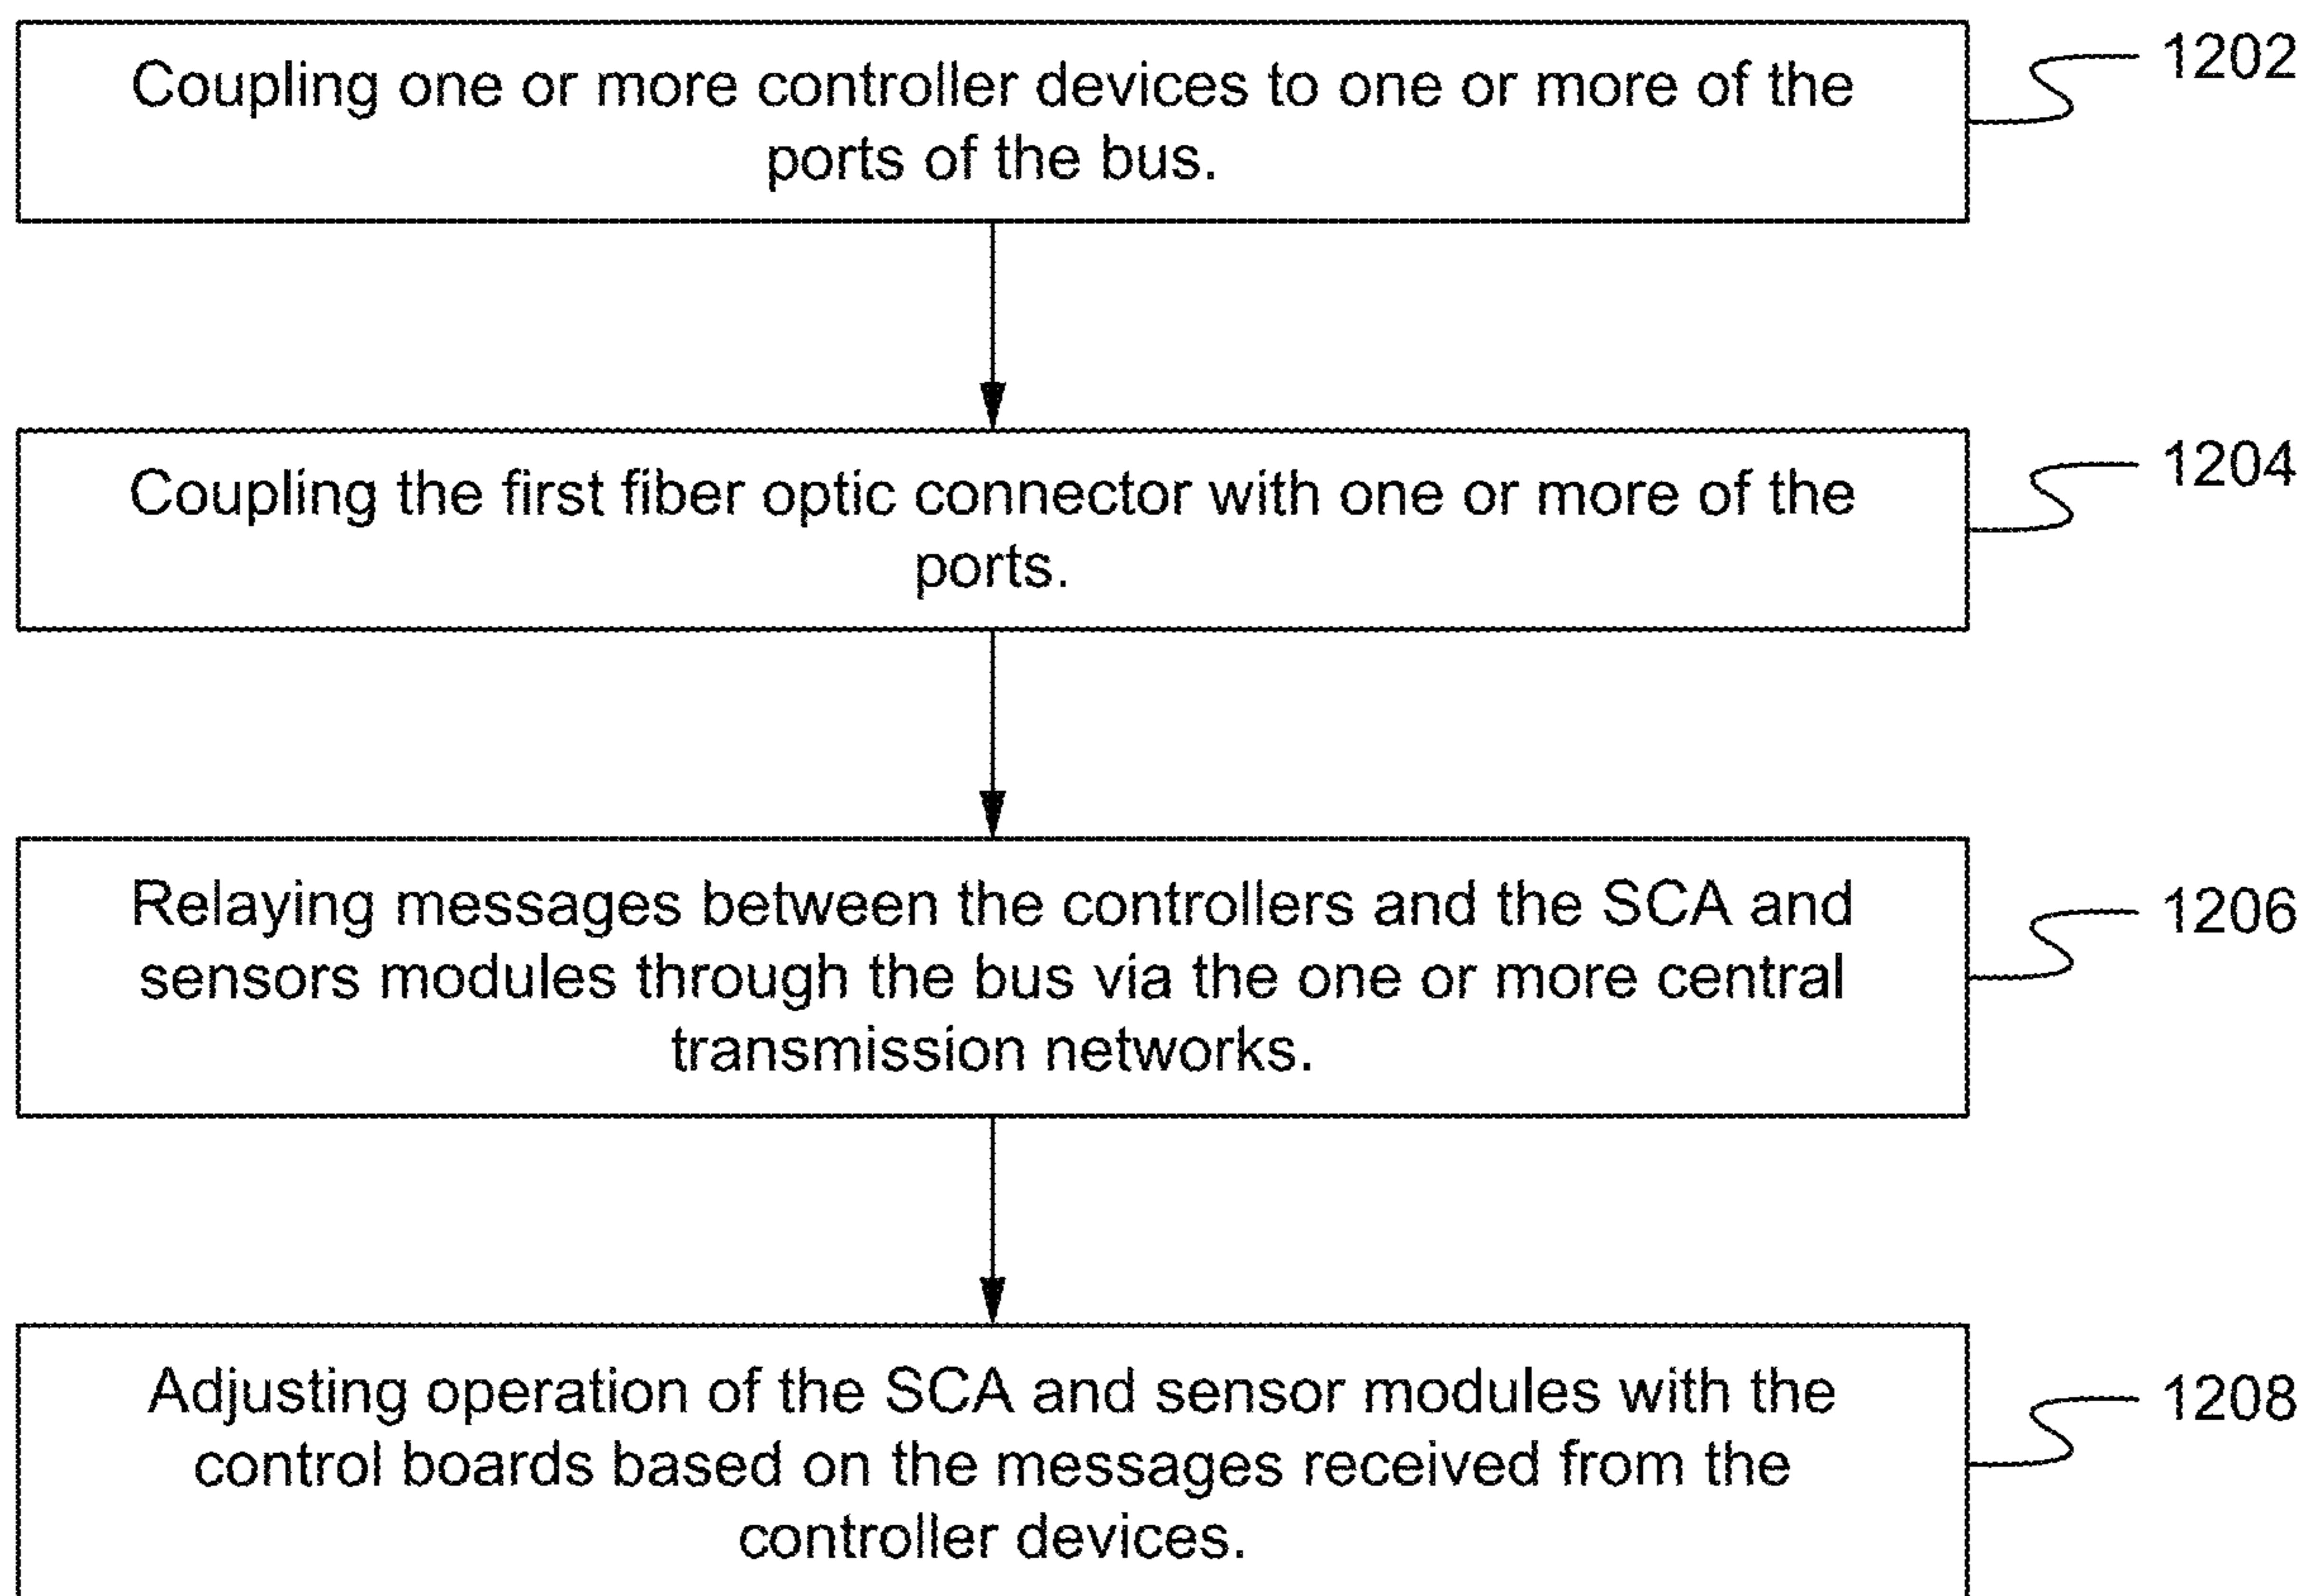 Coupling one or more controller devices to one or more of the
ports of the bus.
1202
Coupling the first fiber optic connector with one or more of the
ports.
1204
Relaying messages between the controllers and the SCA and
sensors modules through the bus via the one or more central
transmission networks.
1206
Adjusting operation of the SCA and sensor modules with the
control boards based on the messages received from the
controller devices.
1208